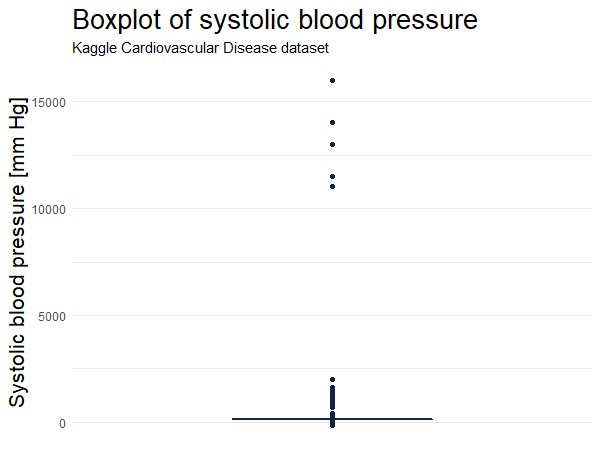 Boxplot of systolic blood pressure
Kaggle Cardiovascular Disease dataset
Systolic blood pressure [mm Hg]
15000
10000
5000
0